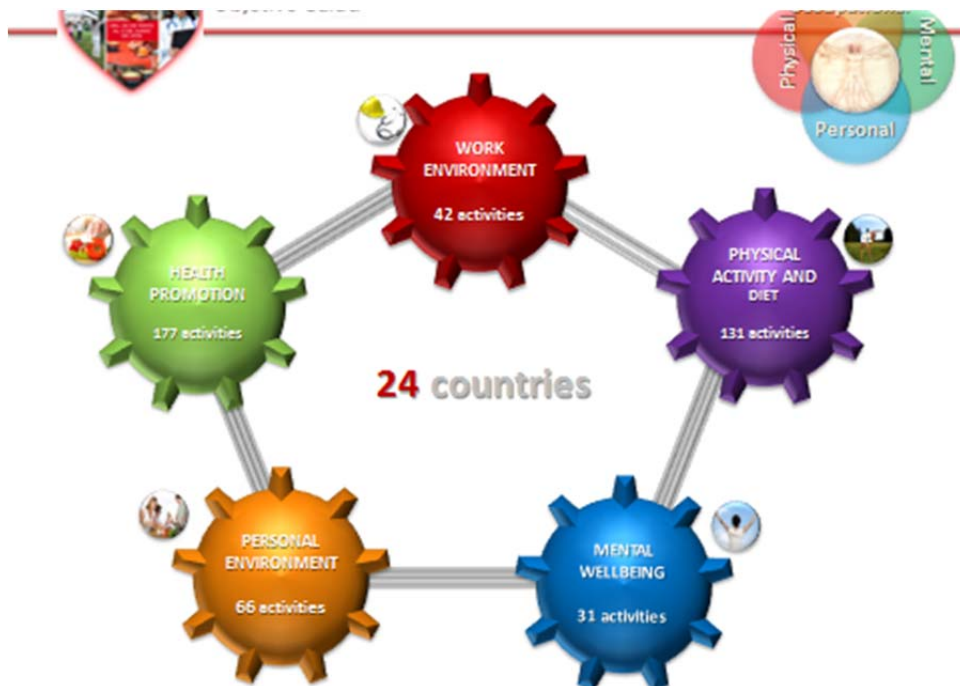 Physical
Mental
Personal
WORK
ENVIRONMENT
42 activities
HEALTH
PROMOTION
177 activities
PHYSICAL
ACTIVITY AND
DIET
131 activities
24 countries
PERSONAL
ENVIRONMENT
66 activities
MENTAL
WELLBEING
31 activities